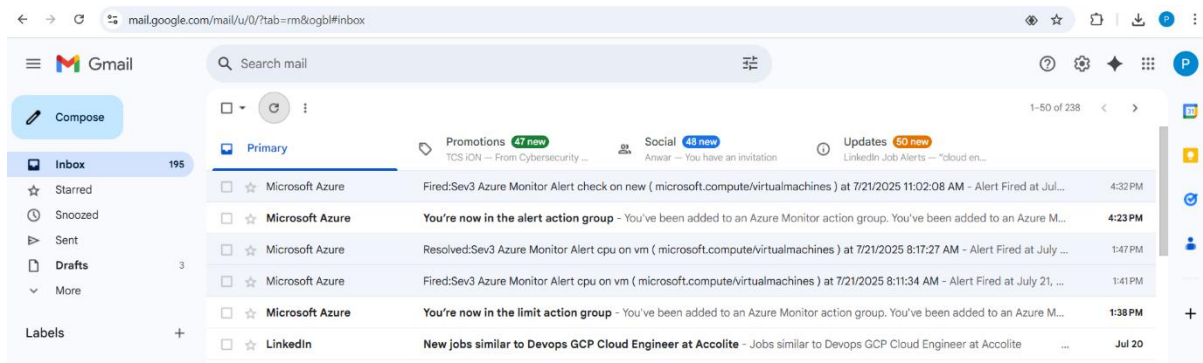 mail.google.com/mail/u/0/?tab=rm&ogbl#inbox
P
Gmail
Search mail
P
Compose
1–50 of 238
Primary
Promotions 47 new
TCS iON — From Cybersecurity ...
Social 48 new
Anwar — You have an invitation
Updates 50 new
LinkedIn Job Alerts — "cloud en...
Inbox 195
Starred
Snoozed
Sent
Drafts 3
More
Labels
Microsoft Azure Fired:Sev3 Azure Monitor Alert check on new ( microsoft.compute/virtualmachines ) at 7/21/2025 11:02:08 AM - Alert Fired at Jul... 4:32 PM
Microsoft Azure You're now in the alert action group - You've been added to an Azure Monitor action group. You've been added to an Azure M... 4:23 PM
Microsoft Azure Resolved:Sev3 Azure Monitor Alert cpu on vm ( microsoft.compute/virtualmachines ) at 7/21/2025 8:17:27 AM - Alert Fired at July ... 1:47 PM
Microsoft Azure Fired:Sev3 Azure Monitor Alert cpu on vm ( microsoft.compute/virtualmachines ) at 7/21/2025 8:11:34 AM - Alert Fired at July 21, ... 1:41 PM
Microsoft Azure You're now in the limit action group - You've been added to an Azure Monitor action group. You've been added to an Azure M... 1:38 PM
LinkedIn New jobs similar to Devops GCP Cloud Engineer at Accolite - Jobs similar to Devops GCP Cloud Engineer at Accolite ... Jul 20